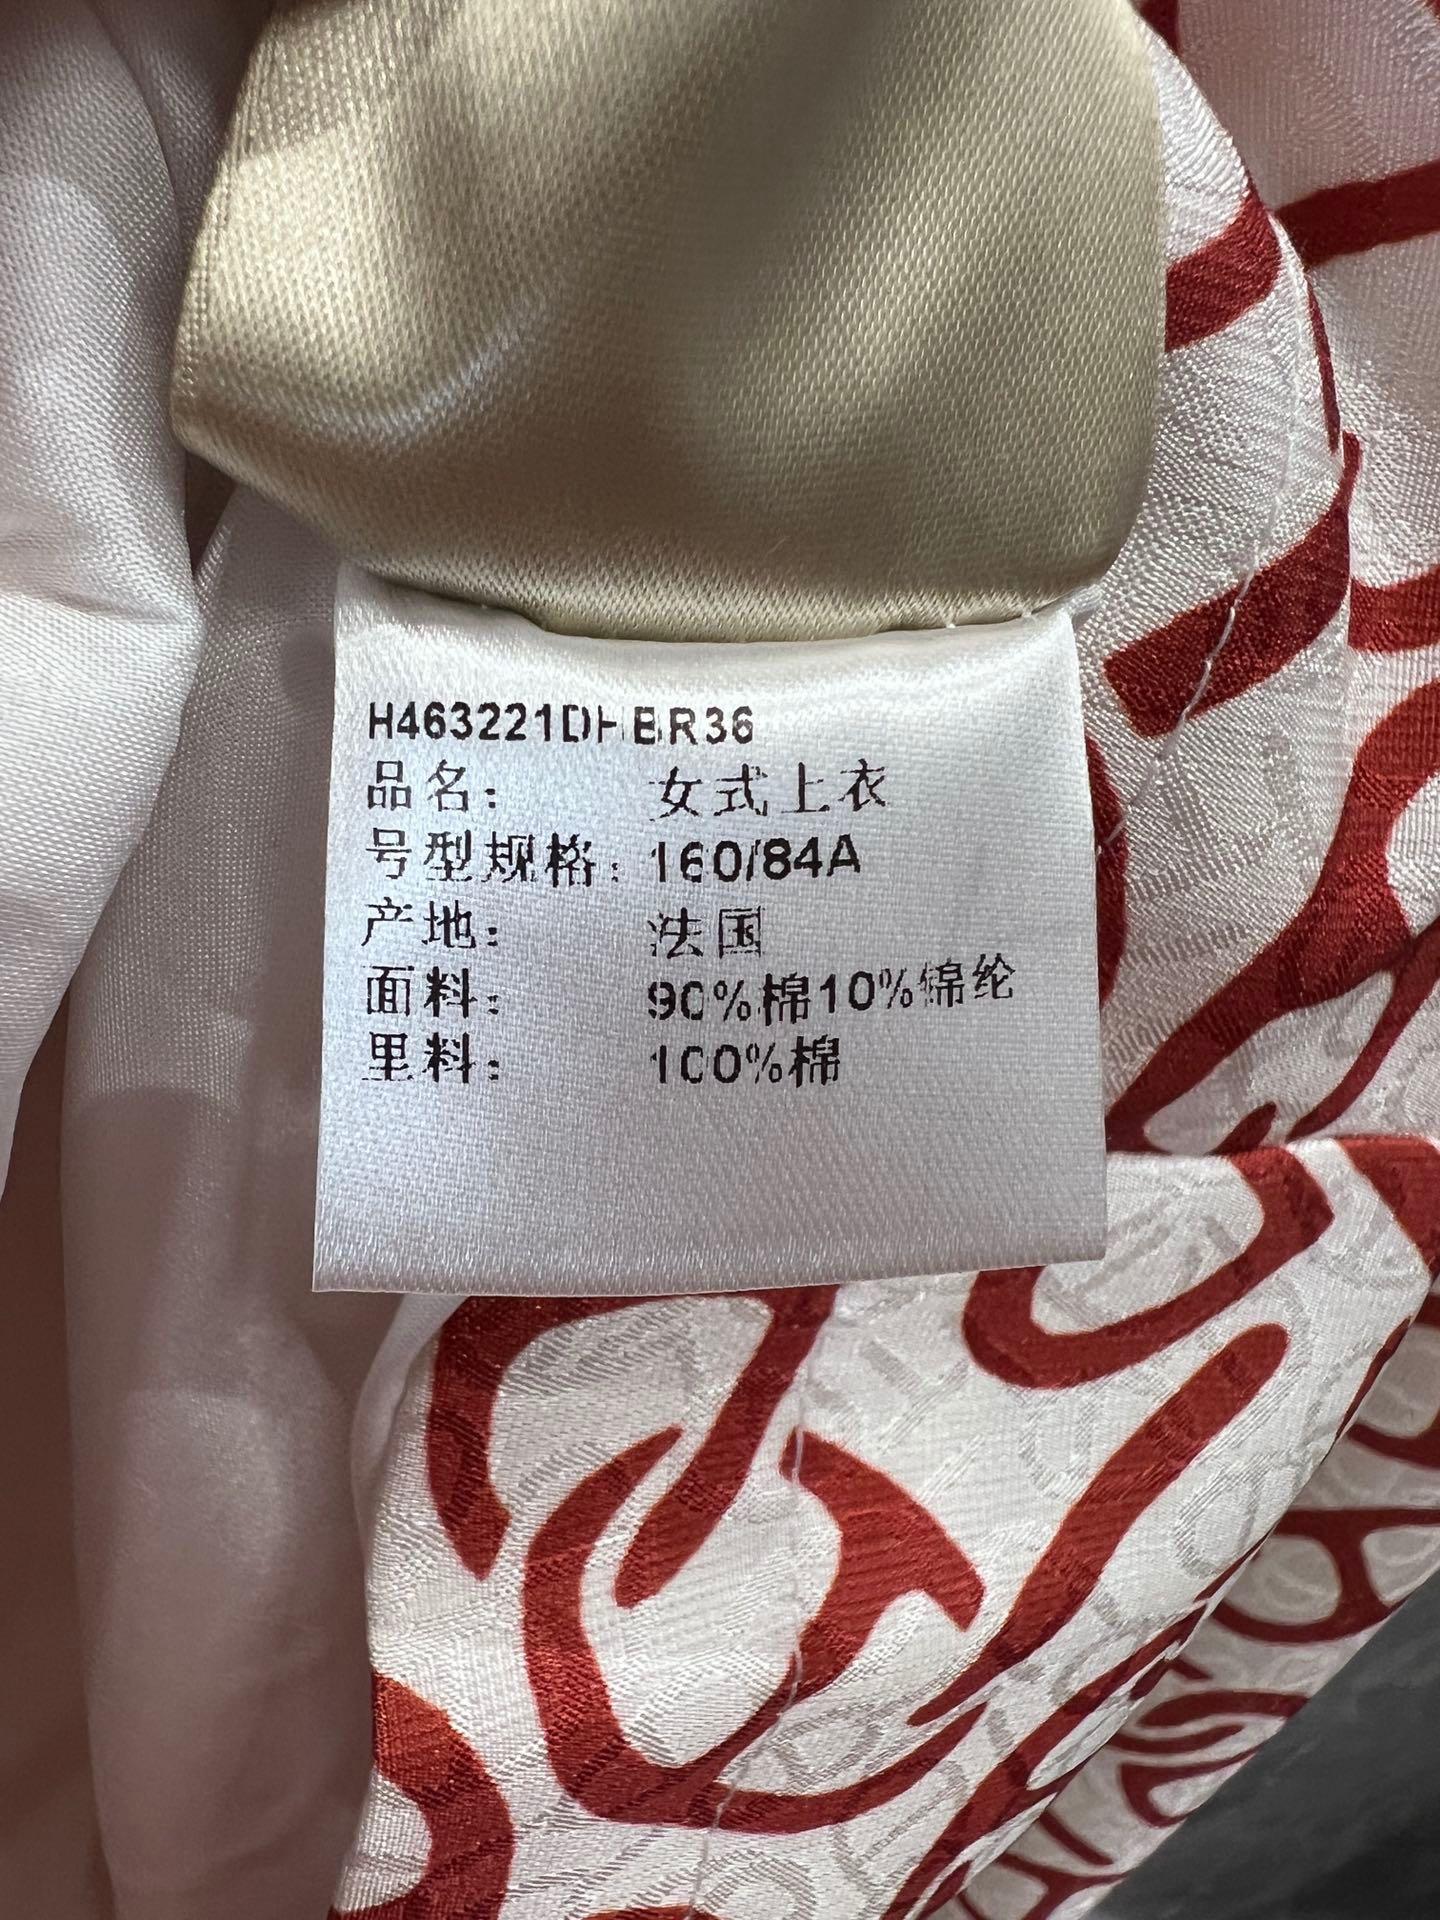 H463221DHBR36
品名： 女式上衣
号型规格：160/84A
产地： 法国
面料： 90%棉10%锦纶
里料： 100%棉